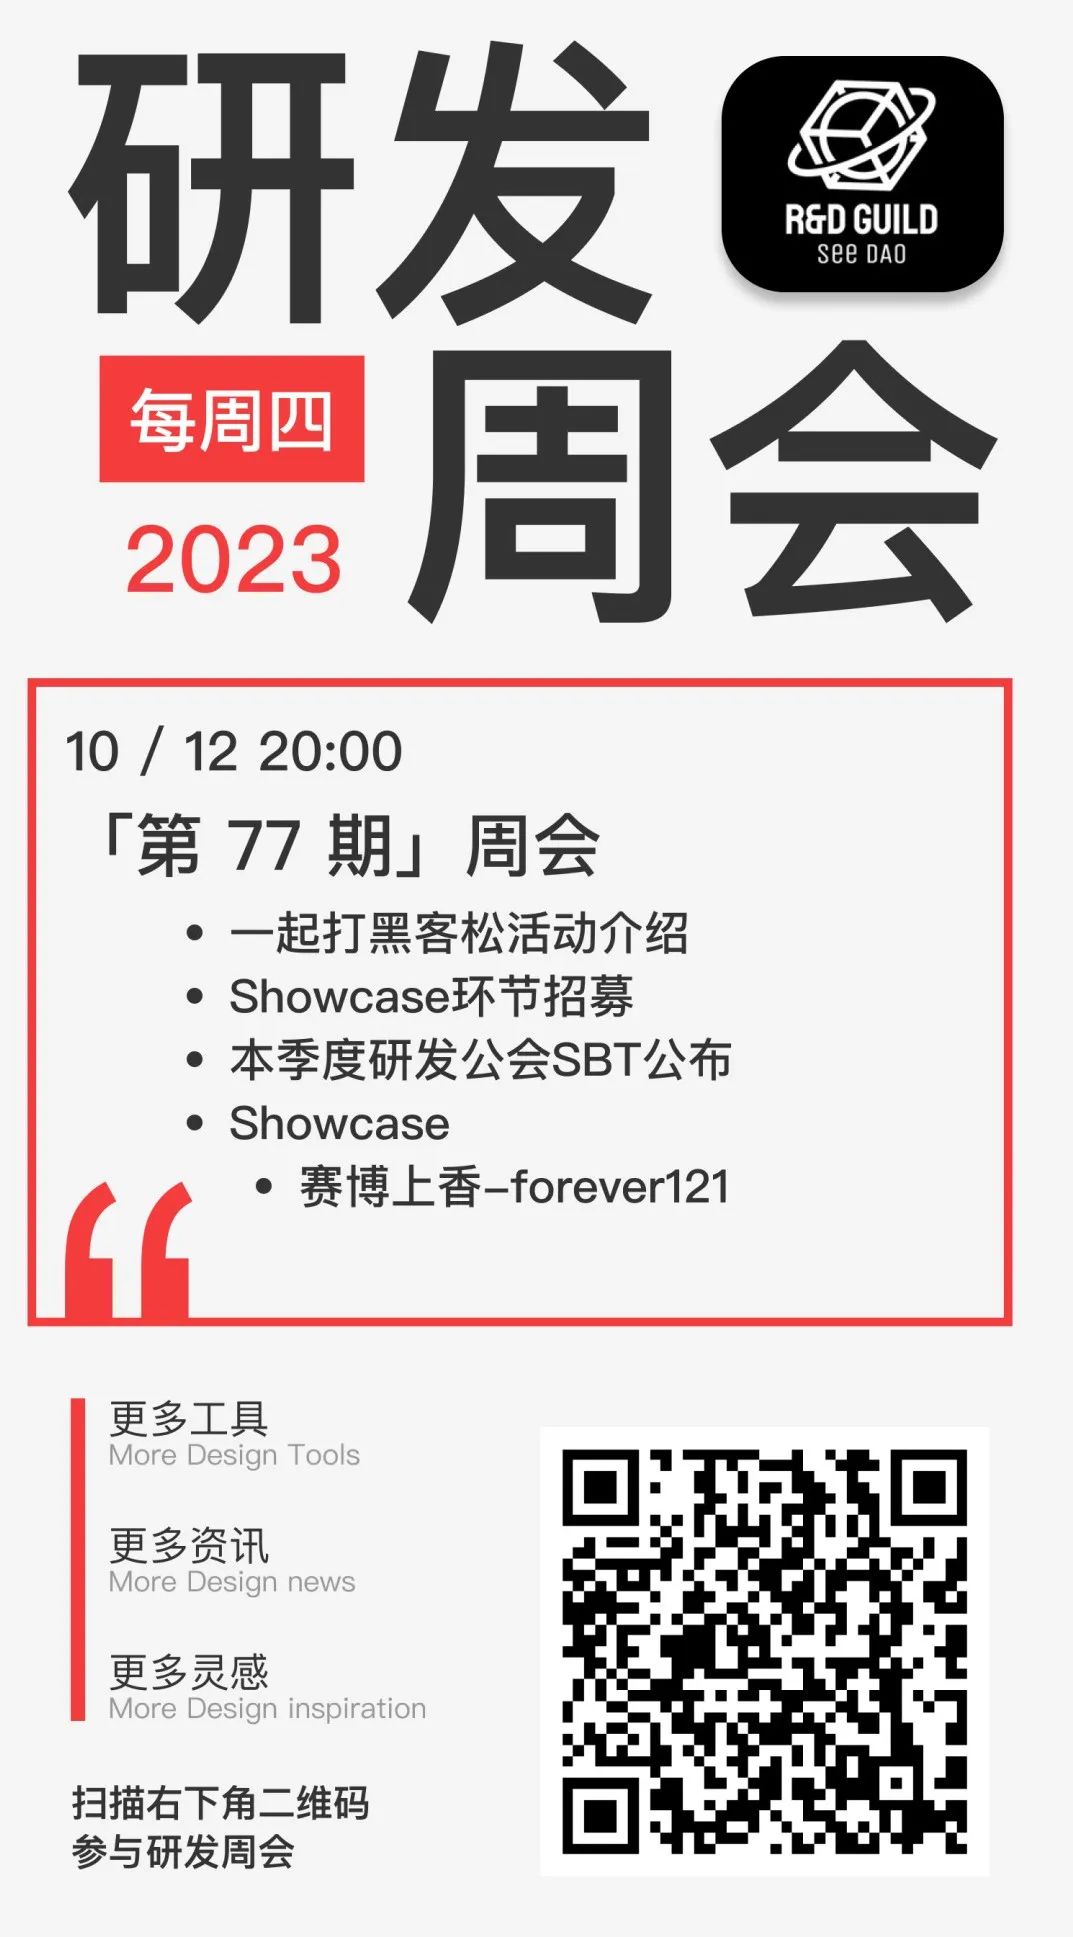 研发
R&D GUILD
See DAO
每周四
周会
2023
10 / 12 20:00
「第 77 期」周会
• 一起打黑客松活动介绍
• Showcase环节招募
• 本季度研发公会SBT公布
• Showcase
• 赛博上香-forever121
更多工具
More Design Tools
更多资讯
More Design news
更多灵感
More Design inspiration
扫描右下角二维码
参与研发周会